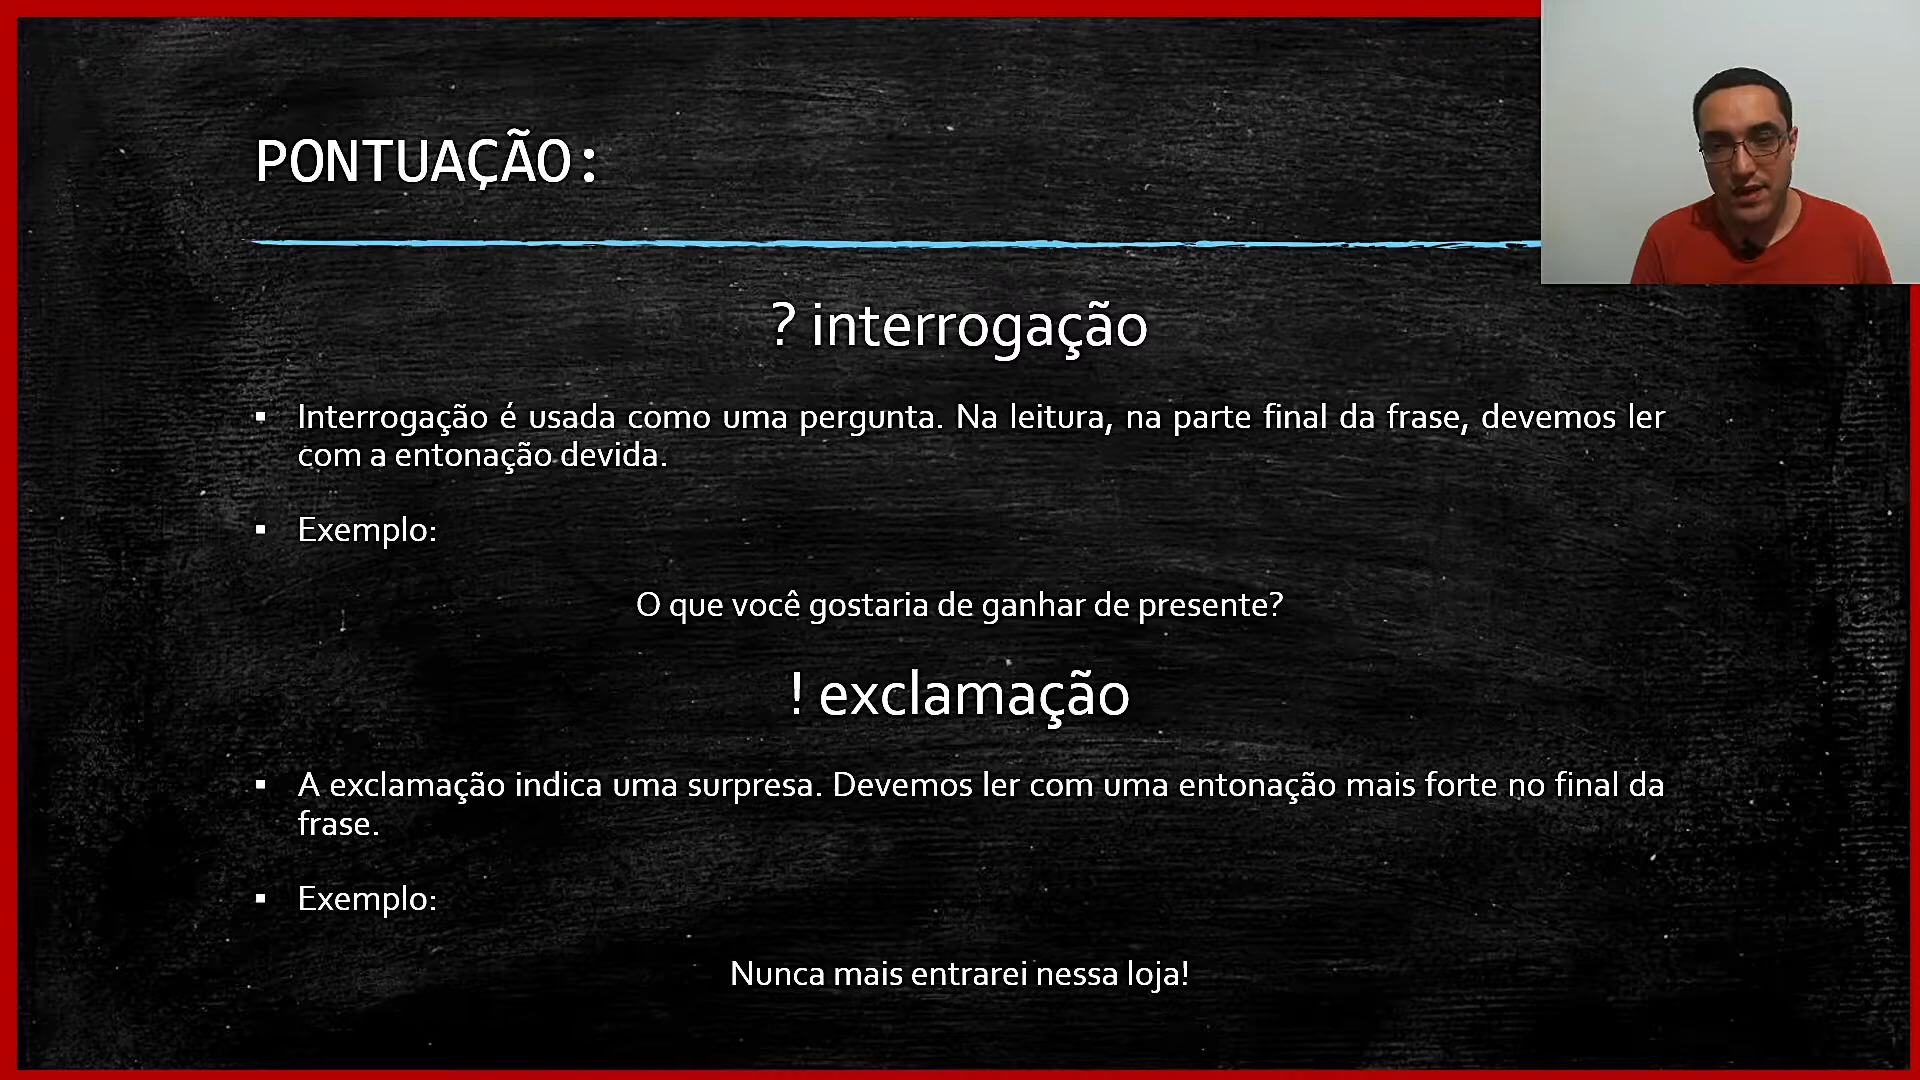 PONTUAÇÃO:
? interrogação
▪ Interrogação é usada como uma pergunta. Na leitura, na parte final da frase, devemos ler
com a entonação devida.
▪ Exemplo:
O que você gostaria de ganhar de presente?
! exclamação
▪ A exclamação indica uma surpresa. Devemos ler com uma entonação mais forte no final da
frase.
▪ Exemplo:
Nunca mais entrarei nessa loja!